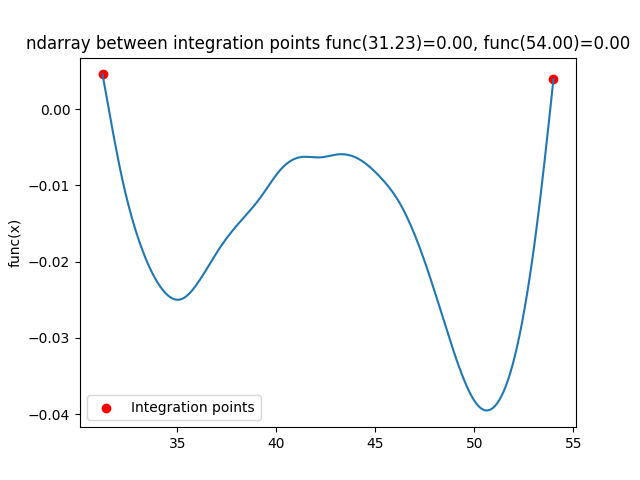 ndarray between integration points func(31.23)=0.00, func(54.00)=0.00
0.00
−0.01
−0.02
−0.03
−0.04
func(x)
Integration points
35 40 45 50 55